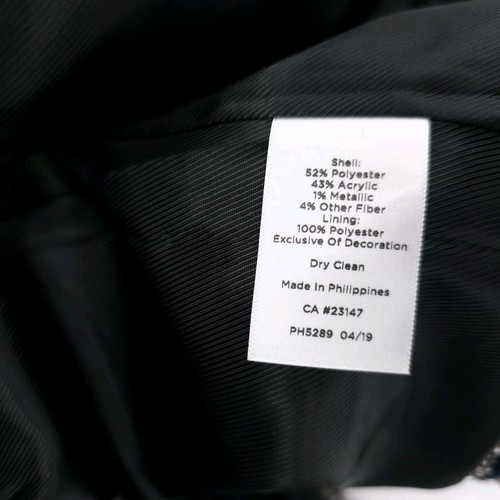 Shell:
52% Polyester
43% Acrylic
1% Metallic
4% Other Fiber
Lining:
100% Polyester
Exclusive Of Decoration
Dry Clean
Made In Philippines
CA #23147
PH5289 04/19